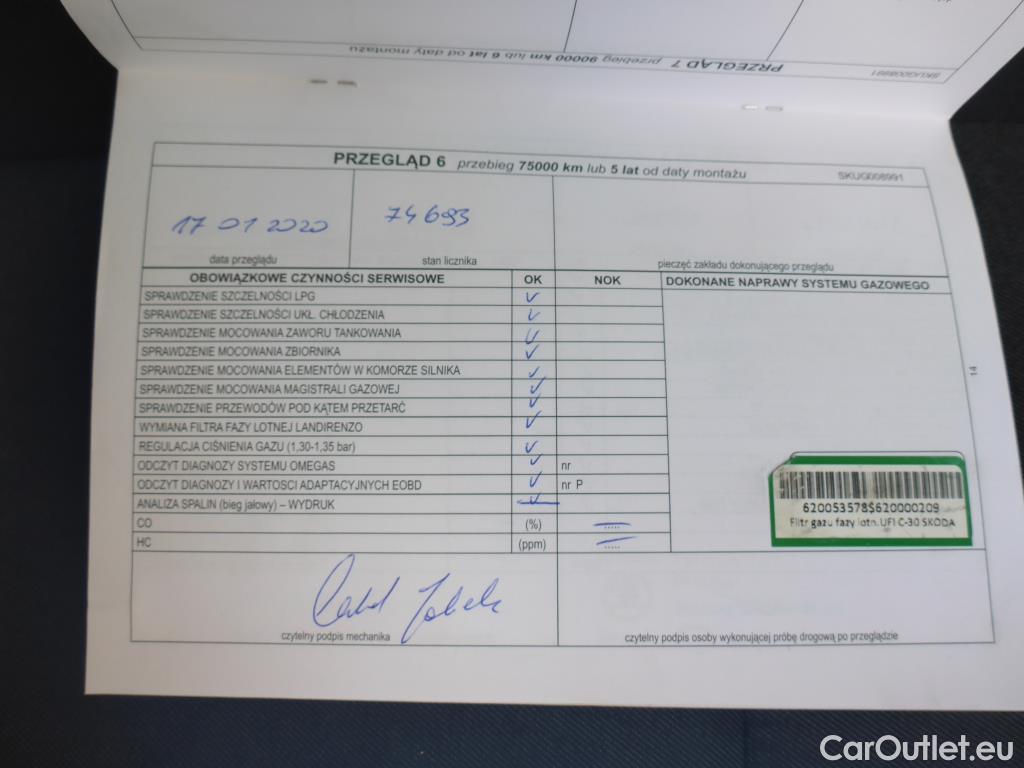 SKUG008991
PRZEGLĄD 7 przebieg 90000 km lub 6 lat od daty montażu
PRZEGLĄD 6 przebieg 75000 km lub 5 lat od daty montażu
SKUG008991
17 01 2020
74693
data przeglądu
stan licznika
pieczęć zakładu dokonującego przeglądu
OBOWIĄZKOWE CZYNNOŚCI SERWISOWE OK NOK DOKONANE NAPRAWY SYSTEMU GAZOWEGO
SPRAWDZENIE SZCZELNOŚCI LPG
SPRAWDZENIE SZCZELNOŚCI UKŁ. CHŁODZENIA
SPRAWDZENIE MOCOWANIA ZAWORU TANKOWANIA
SPRAWDZENIE MOCOWANIA ZBIORNIKA
SPRAWDZENIE MOCOWANIA ELEMENTÓW W KOMORZE SILNIKA
SPRAWDZENIE MOCOWANIA MAGISTRALI GAZOWEJ
SPRAWDZENIE PRZEWODÓW POD KĄTEM PRZETARĆ
WYMIANA FILTRA FAZY LOTNEJ LANDIRENZO
REGULACJA CIŚNIENIA GAZU (1,30-1,35 bar)
ODCZYT DIAGNOZY SYSTEMU OMEGAS nr
ODCZYT DIAGNOZY I WARTOŚCI ADAPTACYJNYCH EOBD nr P
ANALIZA SPALIN (bieg jałowy) – WYDRUK
CO (%) .....
HC (ppm) .....
620053578$620000209
Filtr gazu fazy lotn.UFI C-30 SKODA
czytelny podpis mechanika
czytelny podpis osoby wykonującej próbę drogową po przeglądzie
14
CarOutlet.eu